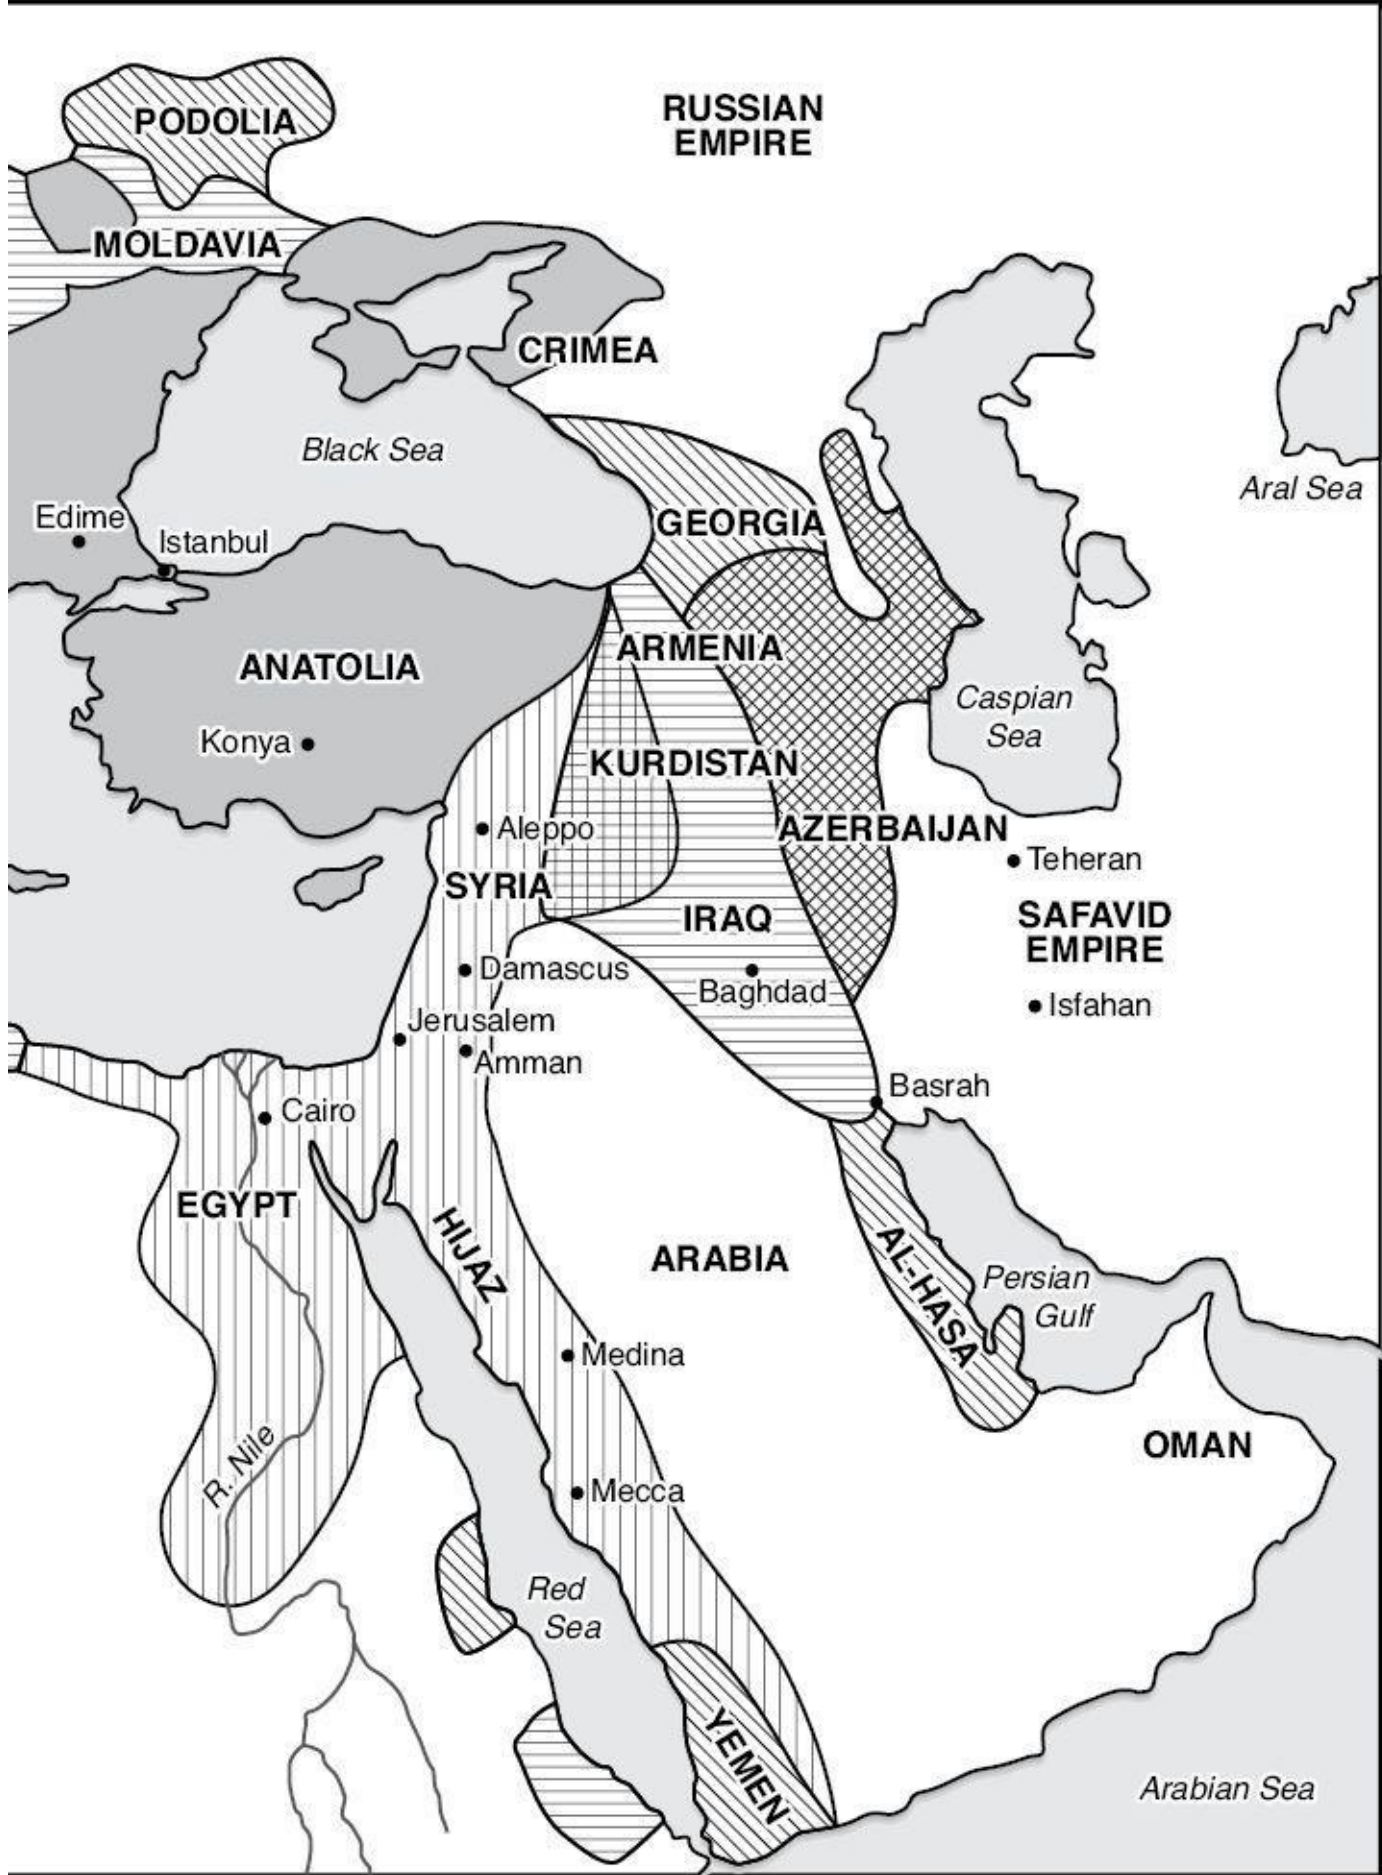 PODOLIA
RUSSIAN
EMPIRE
MOLDAVIA
CRIMEA
Black Sea
Aral Sea
Edime
Istanbul
GEORGIA
ARMENIA
ANATOLIA
Caspian
Sea
Konya
KURDISTAN
Aleppo
AZERBAIJAN
Teheran
SYRIA
IRAQ
SAFAVID
EMPIRE
Damascus
Baghdad
Isfahan
Jerusalem
Amman
Basrah
Cairo
EGYPT
HIJAZ
ARABIA
AL-HASA
Persian
Gulf
Medina
OMAN
R. Nile
Mecca
Red
Sea
YEMEN
Arabian Sea